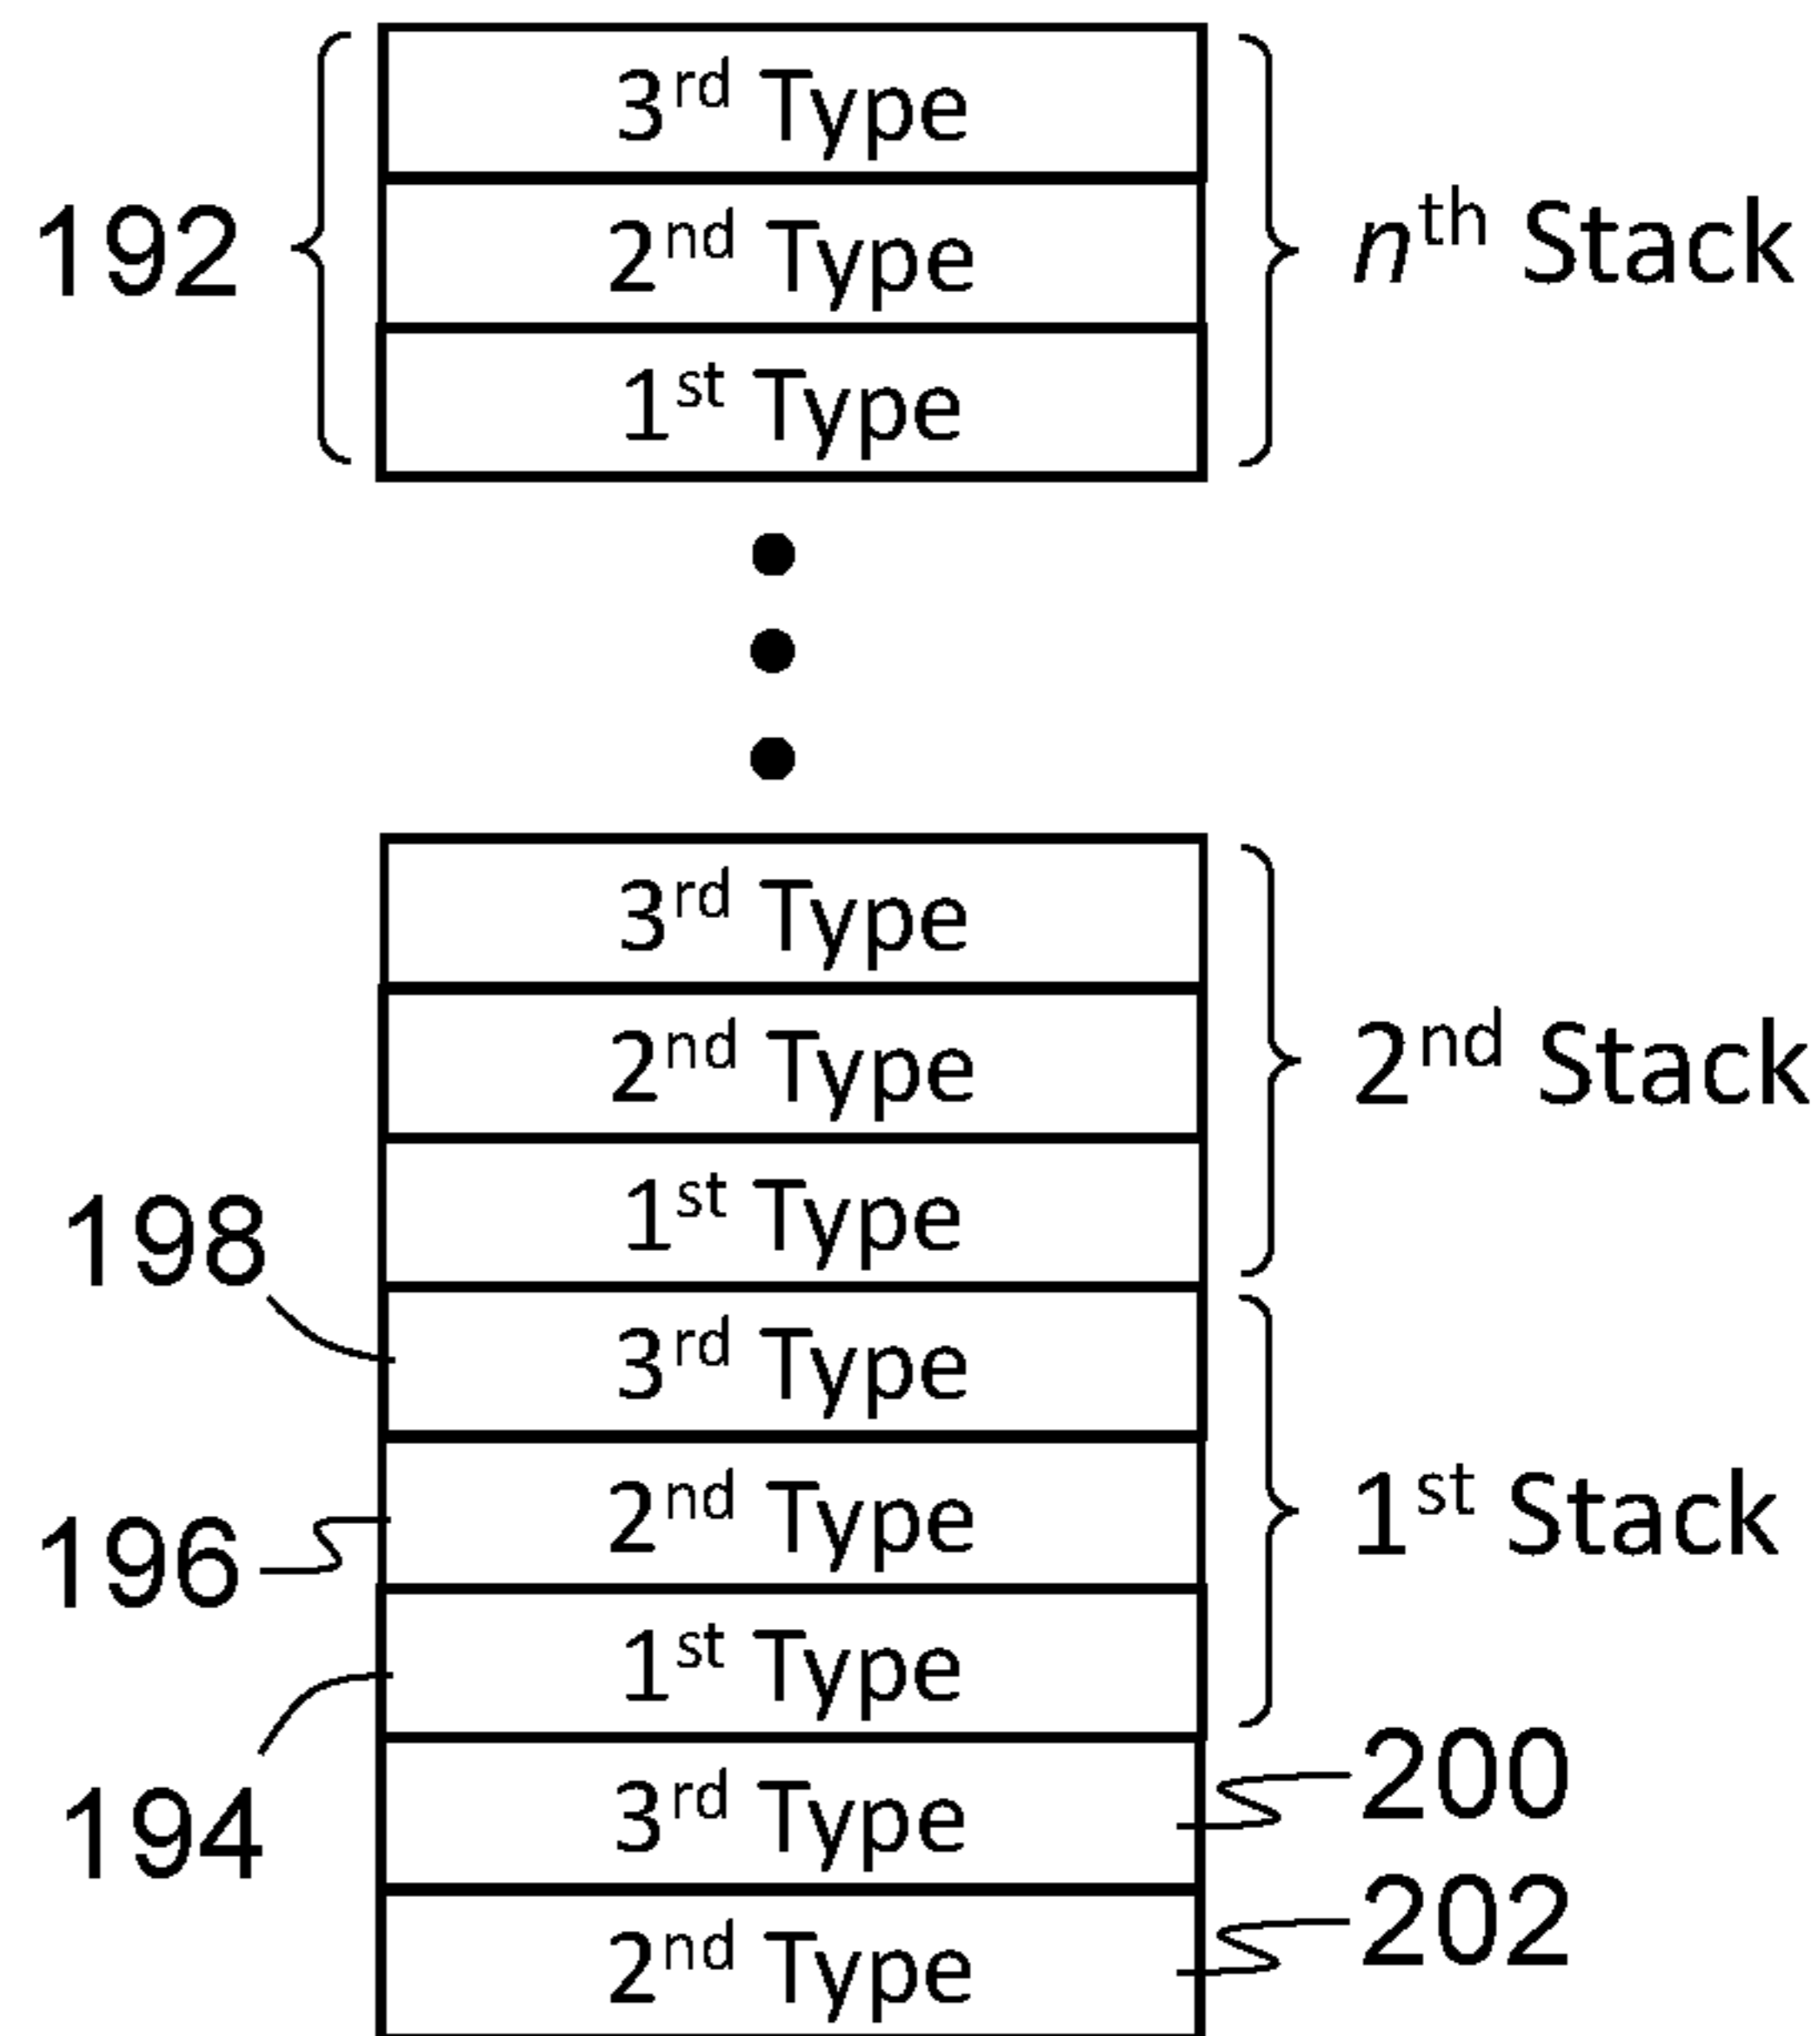 3rd Type
192
2nd Type
nth Stack
1st Type
3rd Type
2nd Type
2nd Stack
1st Type
198
3rd Type
2nd Type
1st Stack
196
1st Type
194
3rd Type
200
2nd Type
202